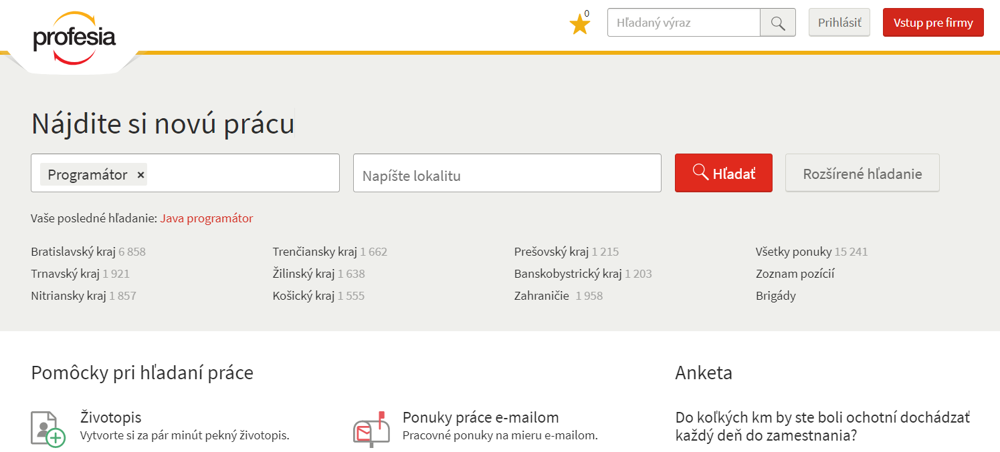 profesia
0
Hľadaný výraz
Prihlásiť
Vstup pre firmy
Nájdite si novú prácu
Programátor ×
Napíšte lokalitu
Hľadať
Rozšírené hľadanie
Vaše posledné hľadanie: Java programátor
Bratislavský kraj 6 858
Trnavský kraj 1 921
Nitriansky kraj 1 857
Trenčiansky kraj 1 662
Žilinský kraj 1 638
Košický kraj 1 555
Prešovský kraj 1 215
Banskobystrický kraj 1 203
Zahraničie 1 958
Všetky ponuky 15 241
Zoznam pozícií
Brigády
Pomôcky pri hľadaní práce
Životopis
Vytvorte si za pár minút pekný životopis.
Ponuky práce e-mailom
Pracovné ponuky na mieru e-mailom.
Anketa
Do koľkých km by ste boli ochotní dochádzať
každý deň do zamestnania?